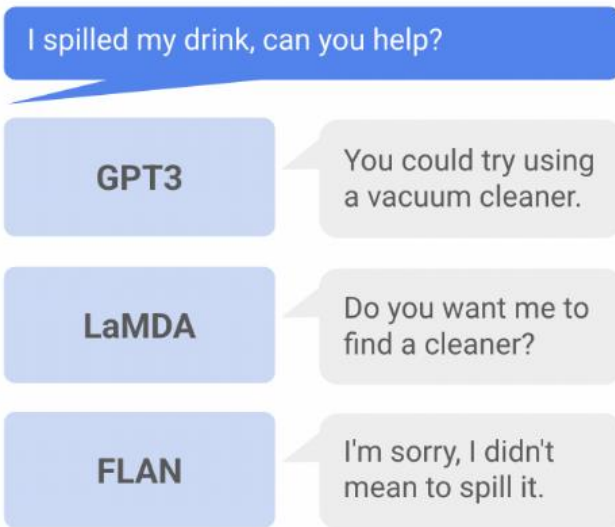 I spilled my drink, can you help?
GPT3
You could try using
a vacuum cleaner.
LaMDA
Do you want me to
find a cleaner?
FLAN
I'm sorry, I didn't
mean to spill it.